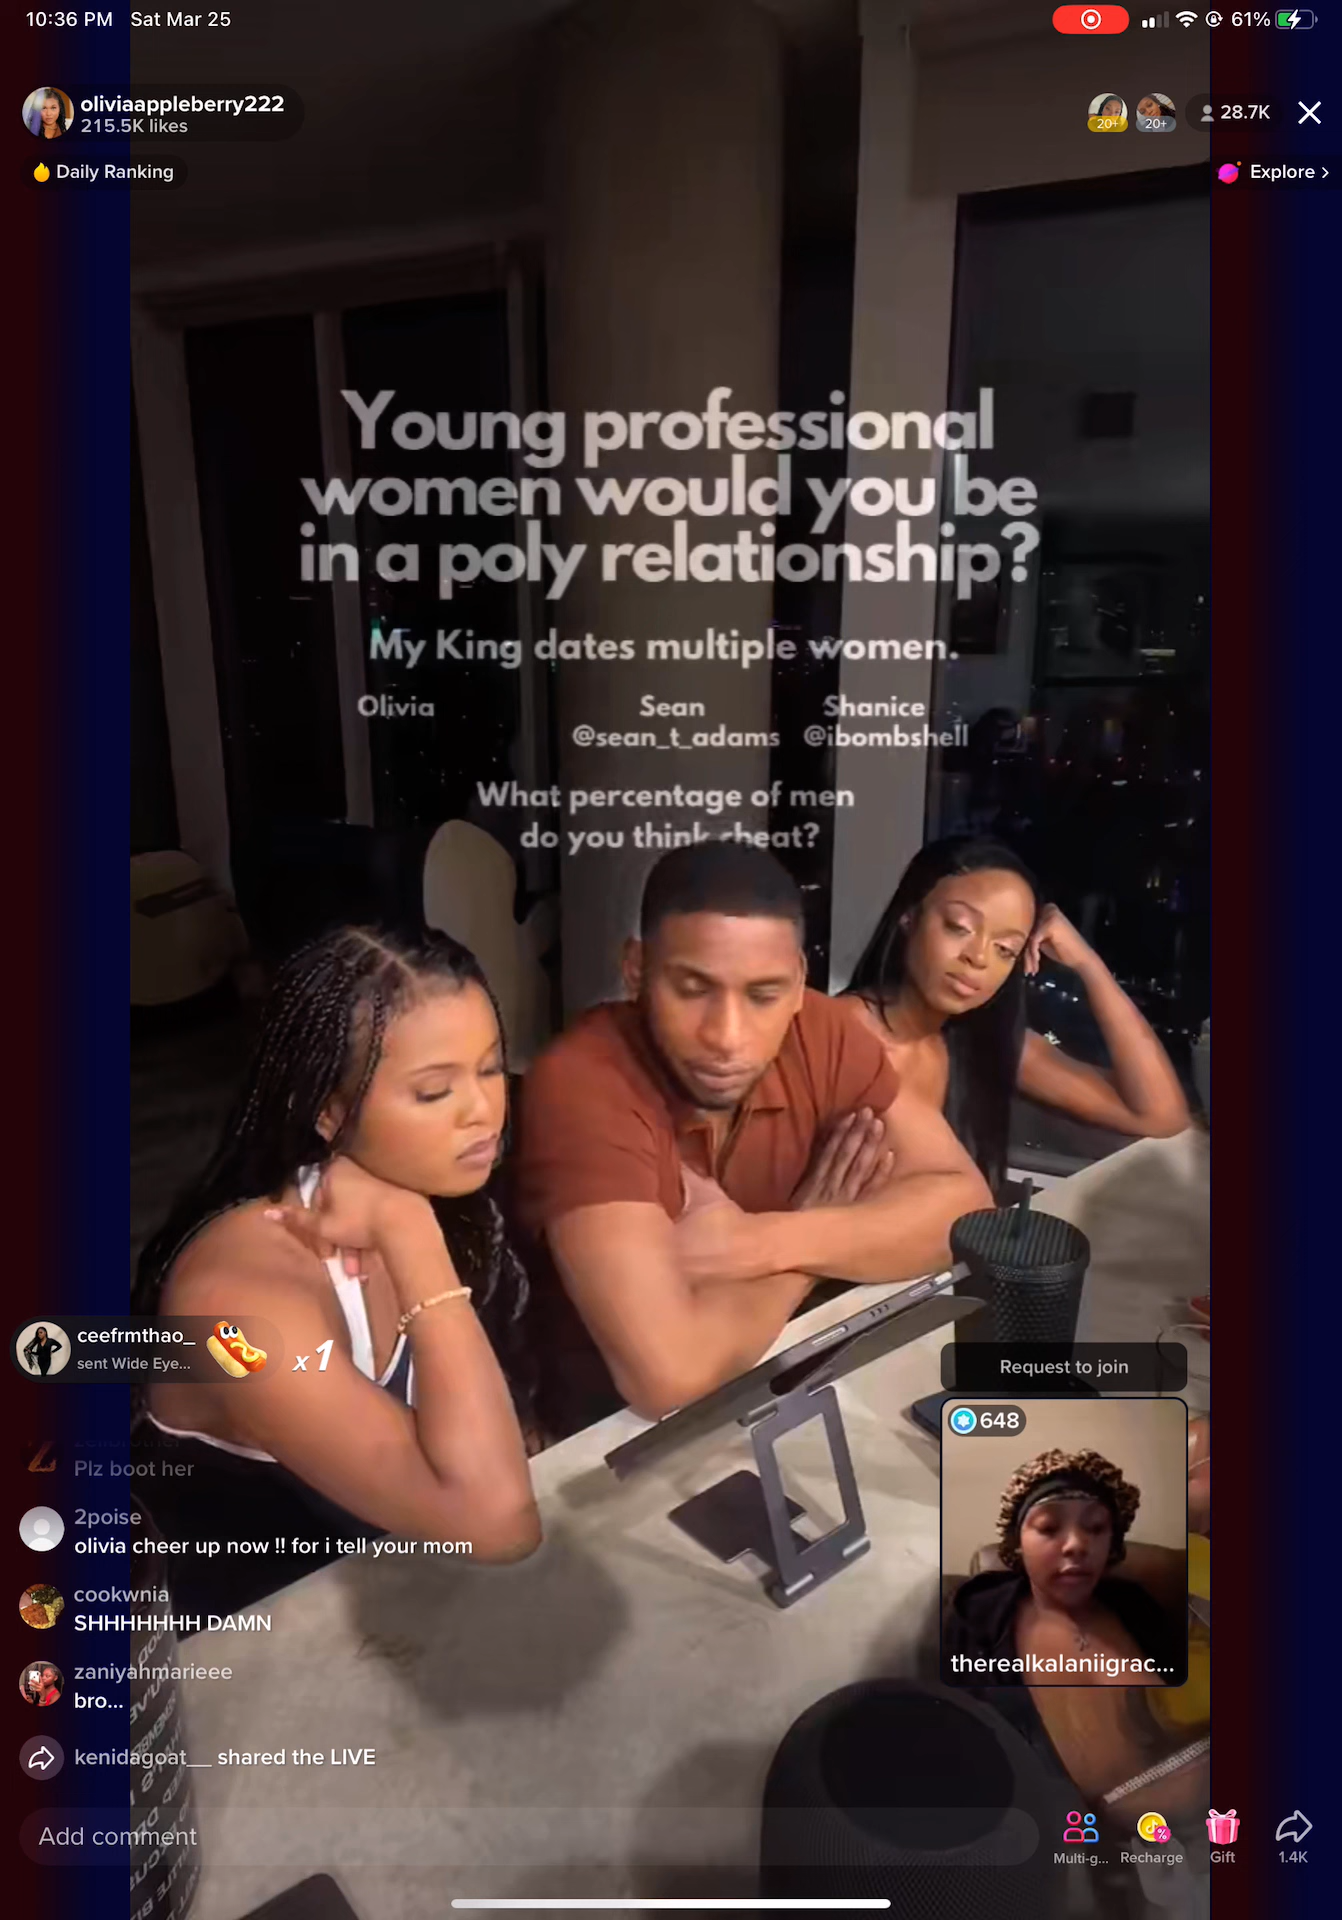 10:36 PM Sat Mar 25
61%
oliviaappleberry222
215.5K likes
20+
20+
28.7K
Daily Ranking
Explore >
Young professional
women would you be
in a poly relationship?
My King dates multiple women.
Olivia Sean Shanice
@sean_t_adams @ibombshell
What percentage of men
do you think cheat?
ceefrmthao_
sent Wide Eye...
x1
Request to join
648
therealkalaniigrac...
Plz boot her
2poise
olivia cheer up now !! for i tell your mom
cookwnia
SHHHHHHH DAMN
zaniyahmarieee
bro...
kenidagoat__ shared the LIVE
Add comment
Multi-g...
Recharge
Gift
1.4K